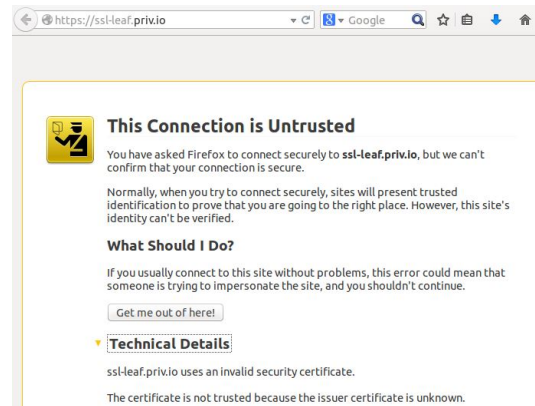 https://ssl-leaf.priv.io
Google
This Connection is Untrusted
You have asked Firefox to connect securely to ssl-leaf.priv.io, but we can't
confirm that your connection is secure.
Normally, when you try to connect securely, sites will present trusted
identification to prove that you are going to the right place. However, this site's
identity can't be verified.
What Should I Do?
If you usually connect to this site without problems, this error could mean that
someone is trying to impersonate the site, and you shouldn't continue.
Get me out of here!
Technical Details
ssl-leaf.priv.io uses an invalid security certificate.
The certificate is not trusted because the issuer certificate is unknown.